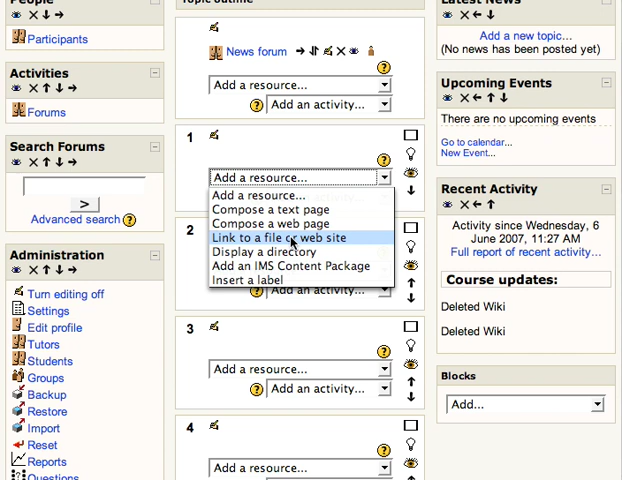 People
Participants
Activities
Forums
Search Forums
>
Advanced search ?
Administration
Turn editing off
Settings
Edit profile
Tutors
Students
Groups
Backup
Restore
Import
Reset
Reports
Questions
Topic outline
News forum
?
Add a resource...
? Add an activity...
1
?
Add a resource...
Add a resource...
Compose a text page
Compose a web page
Link to a file or web site
Display a directory
Add an IMS Content Package
Insert a label
2
Add an activity...
3
?
Add a resource...
? Add an activity...
4
?
Add a resource...
Latest News
Add a new topic...
(No news has been posted yet)
Upcoming Events
There are no upcoming events
Go to calendar...
New Event...
Recent Activity
Activity since Wednesday, 6
June 2007, 11:27 AM
Full report of recent activity...
Course updates:
Deleted Wiki
Deleted Wiki
Blocks
Add...